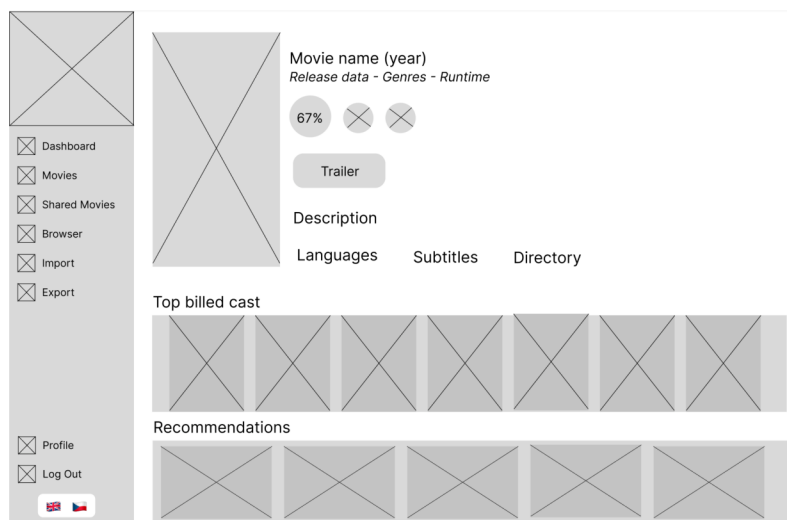 Dashboard
Movies
Shared Movies
Browser
Import
Export
Profile
Log Out
Movie name (year)
Release data - Genres - Runtime
67%
Trailer
Description
Languages Subtitles Directory
Top billed cast
Recommendations